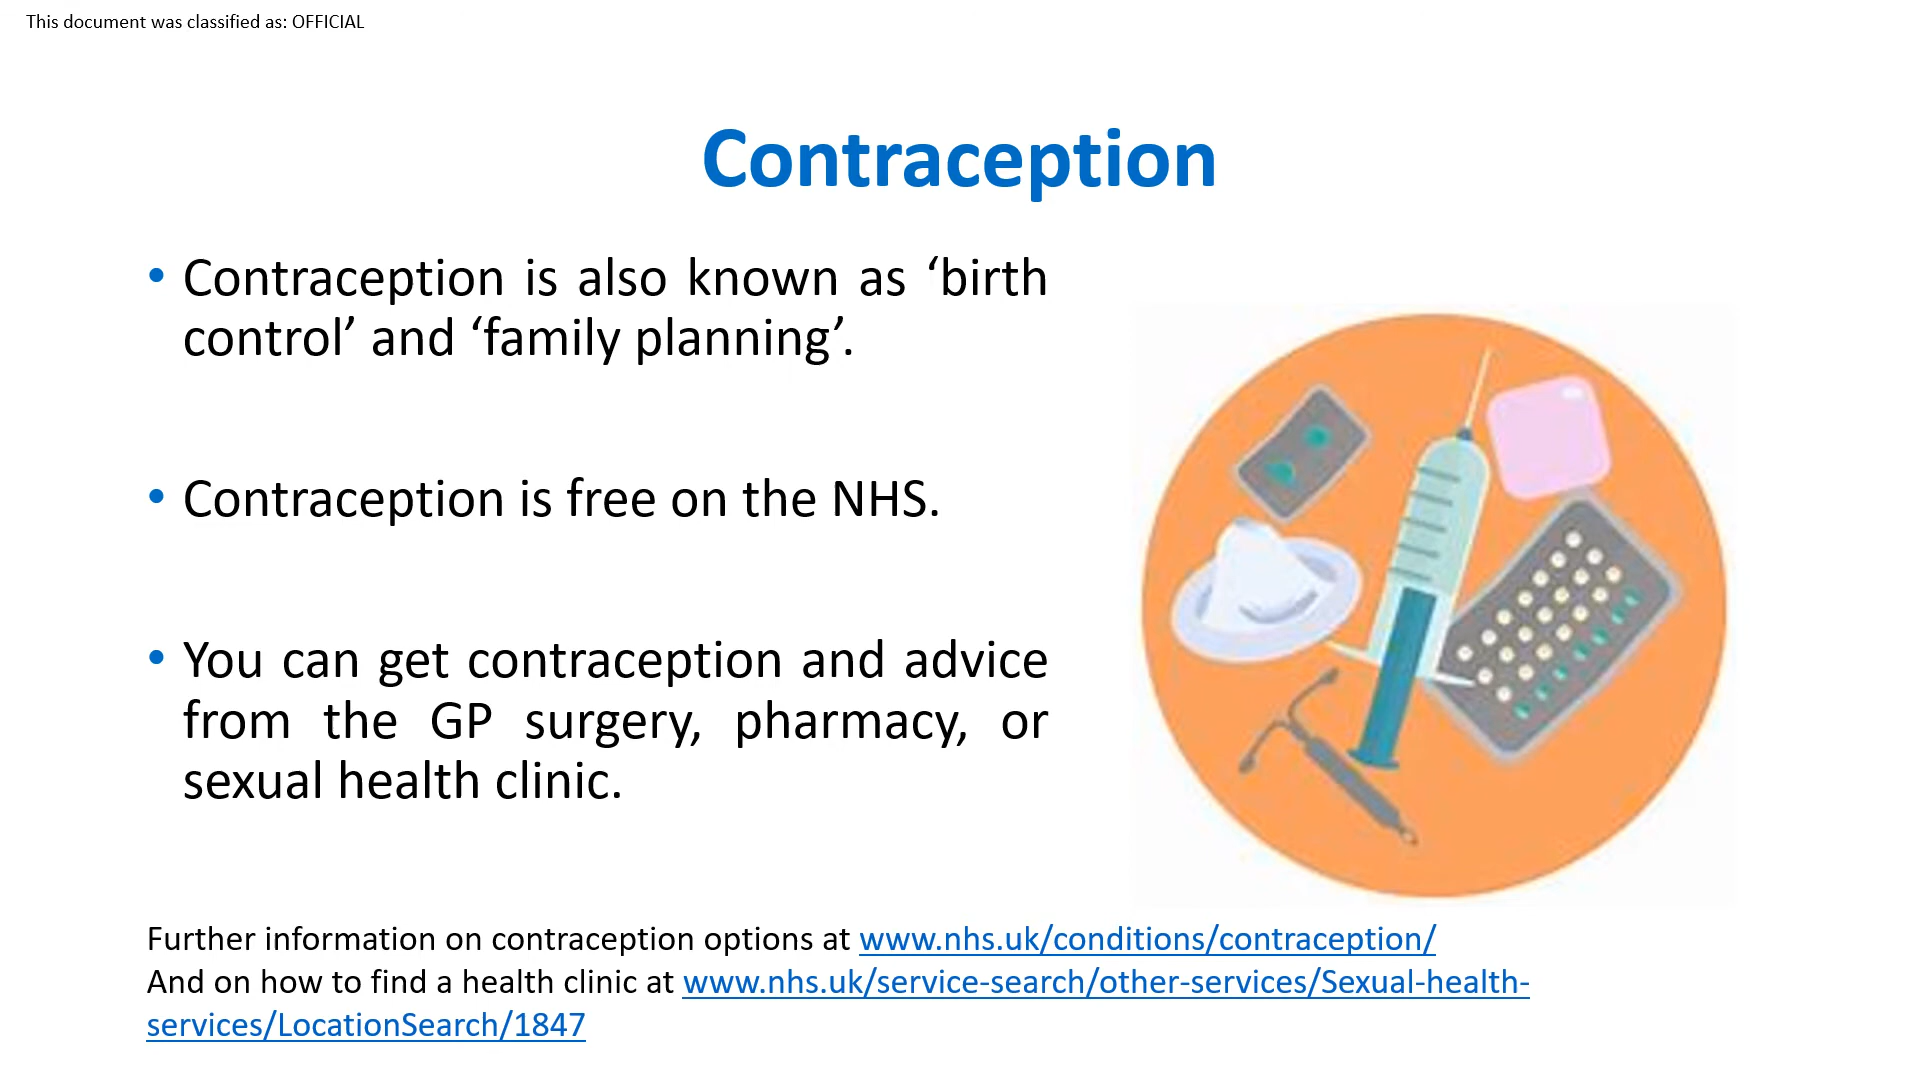 This document was classified as: OFFICIAL
Contraception
• Contraception is also known as ‘birth
control’ and ‘family planning’.
• Contraception is free on the NHS.
• You can get contraception and advice
from the GP surgery, pharmacy, or
sexual health clinic.
Further information on contraception options at www.nhs.uk/conditions/contraception/
And on how to find a health clinic at www.nhs.uk/service-search/other-services/Sexual-health-
services/LocationSearch/1847